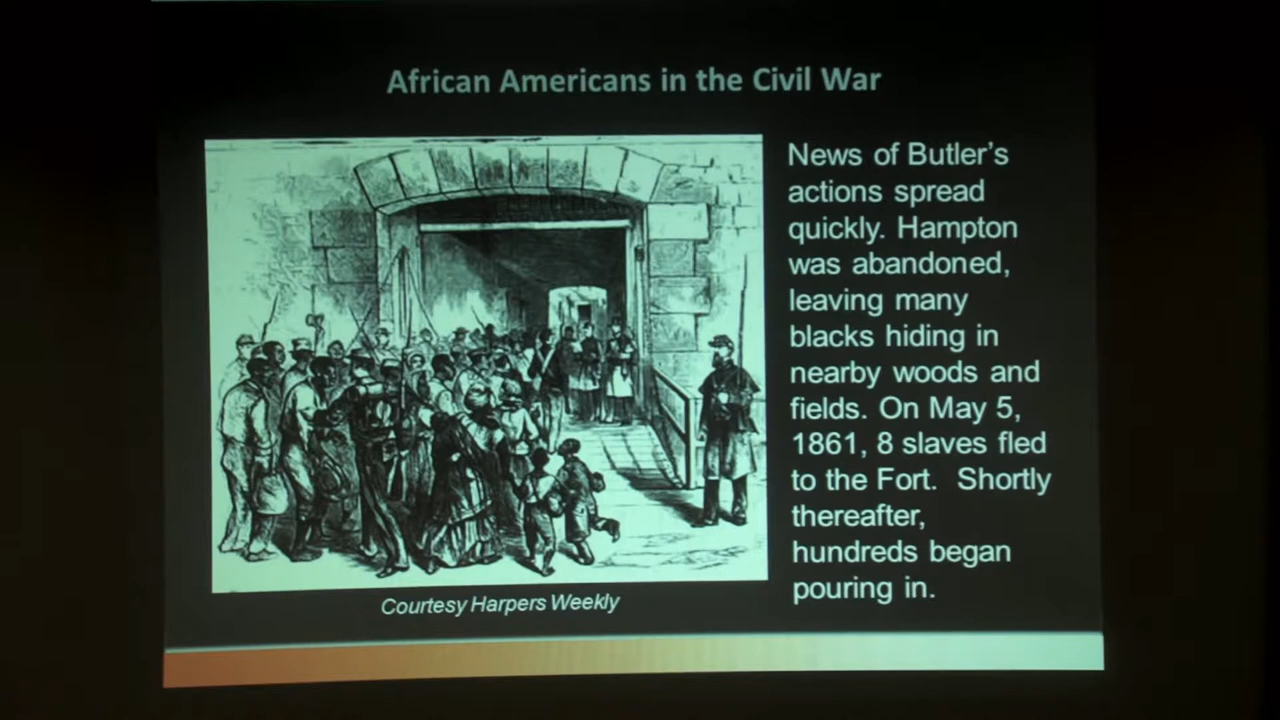 African Americans in the Civil War
News of Butler's
actions spread
quickly. Hampton
was abandoned,
leaving many
blacks hiding in
nearby woods and
fields. On May 5,
1861, 8 slaves fled
to the Fort.  Shortly
thereafter,
hundreds began
pouring in.
Courtesy Harpers Weekly